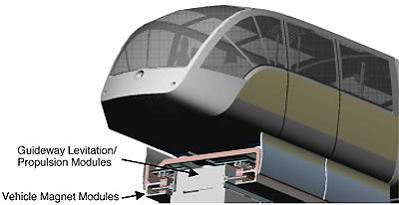 Guideway Levitation/
Propulsion Modules
Vehicle Magnet Modules